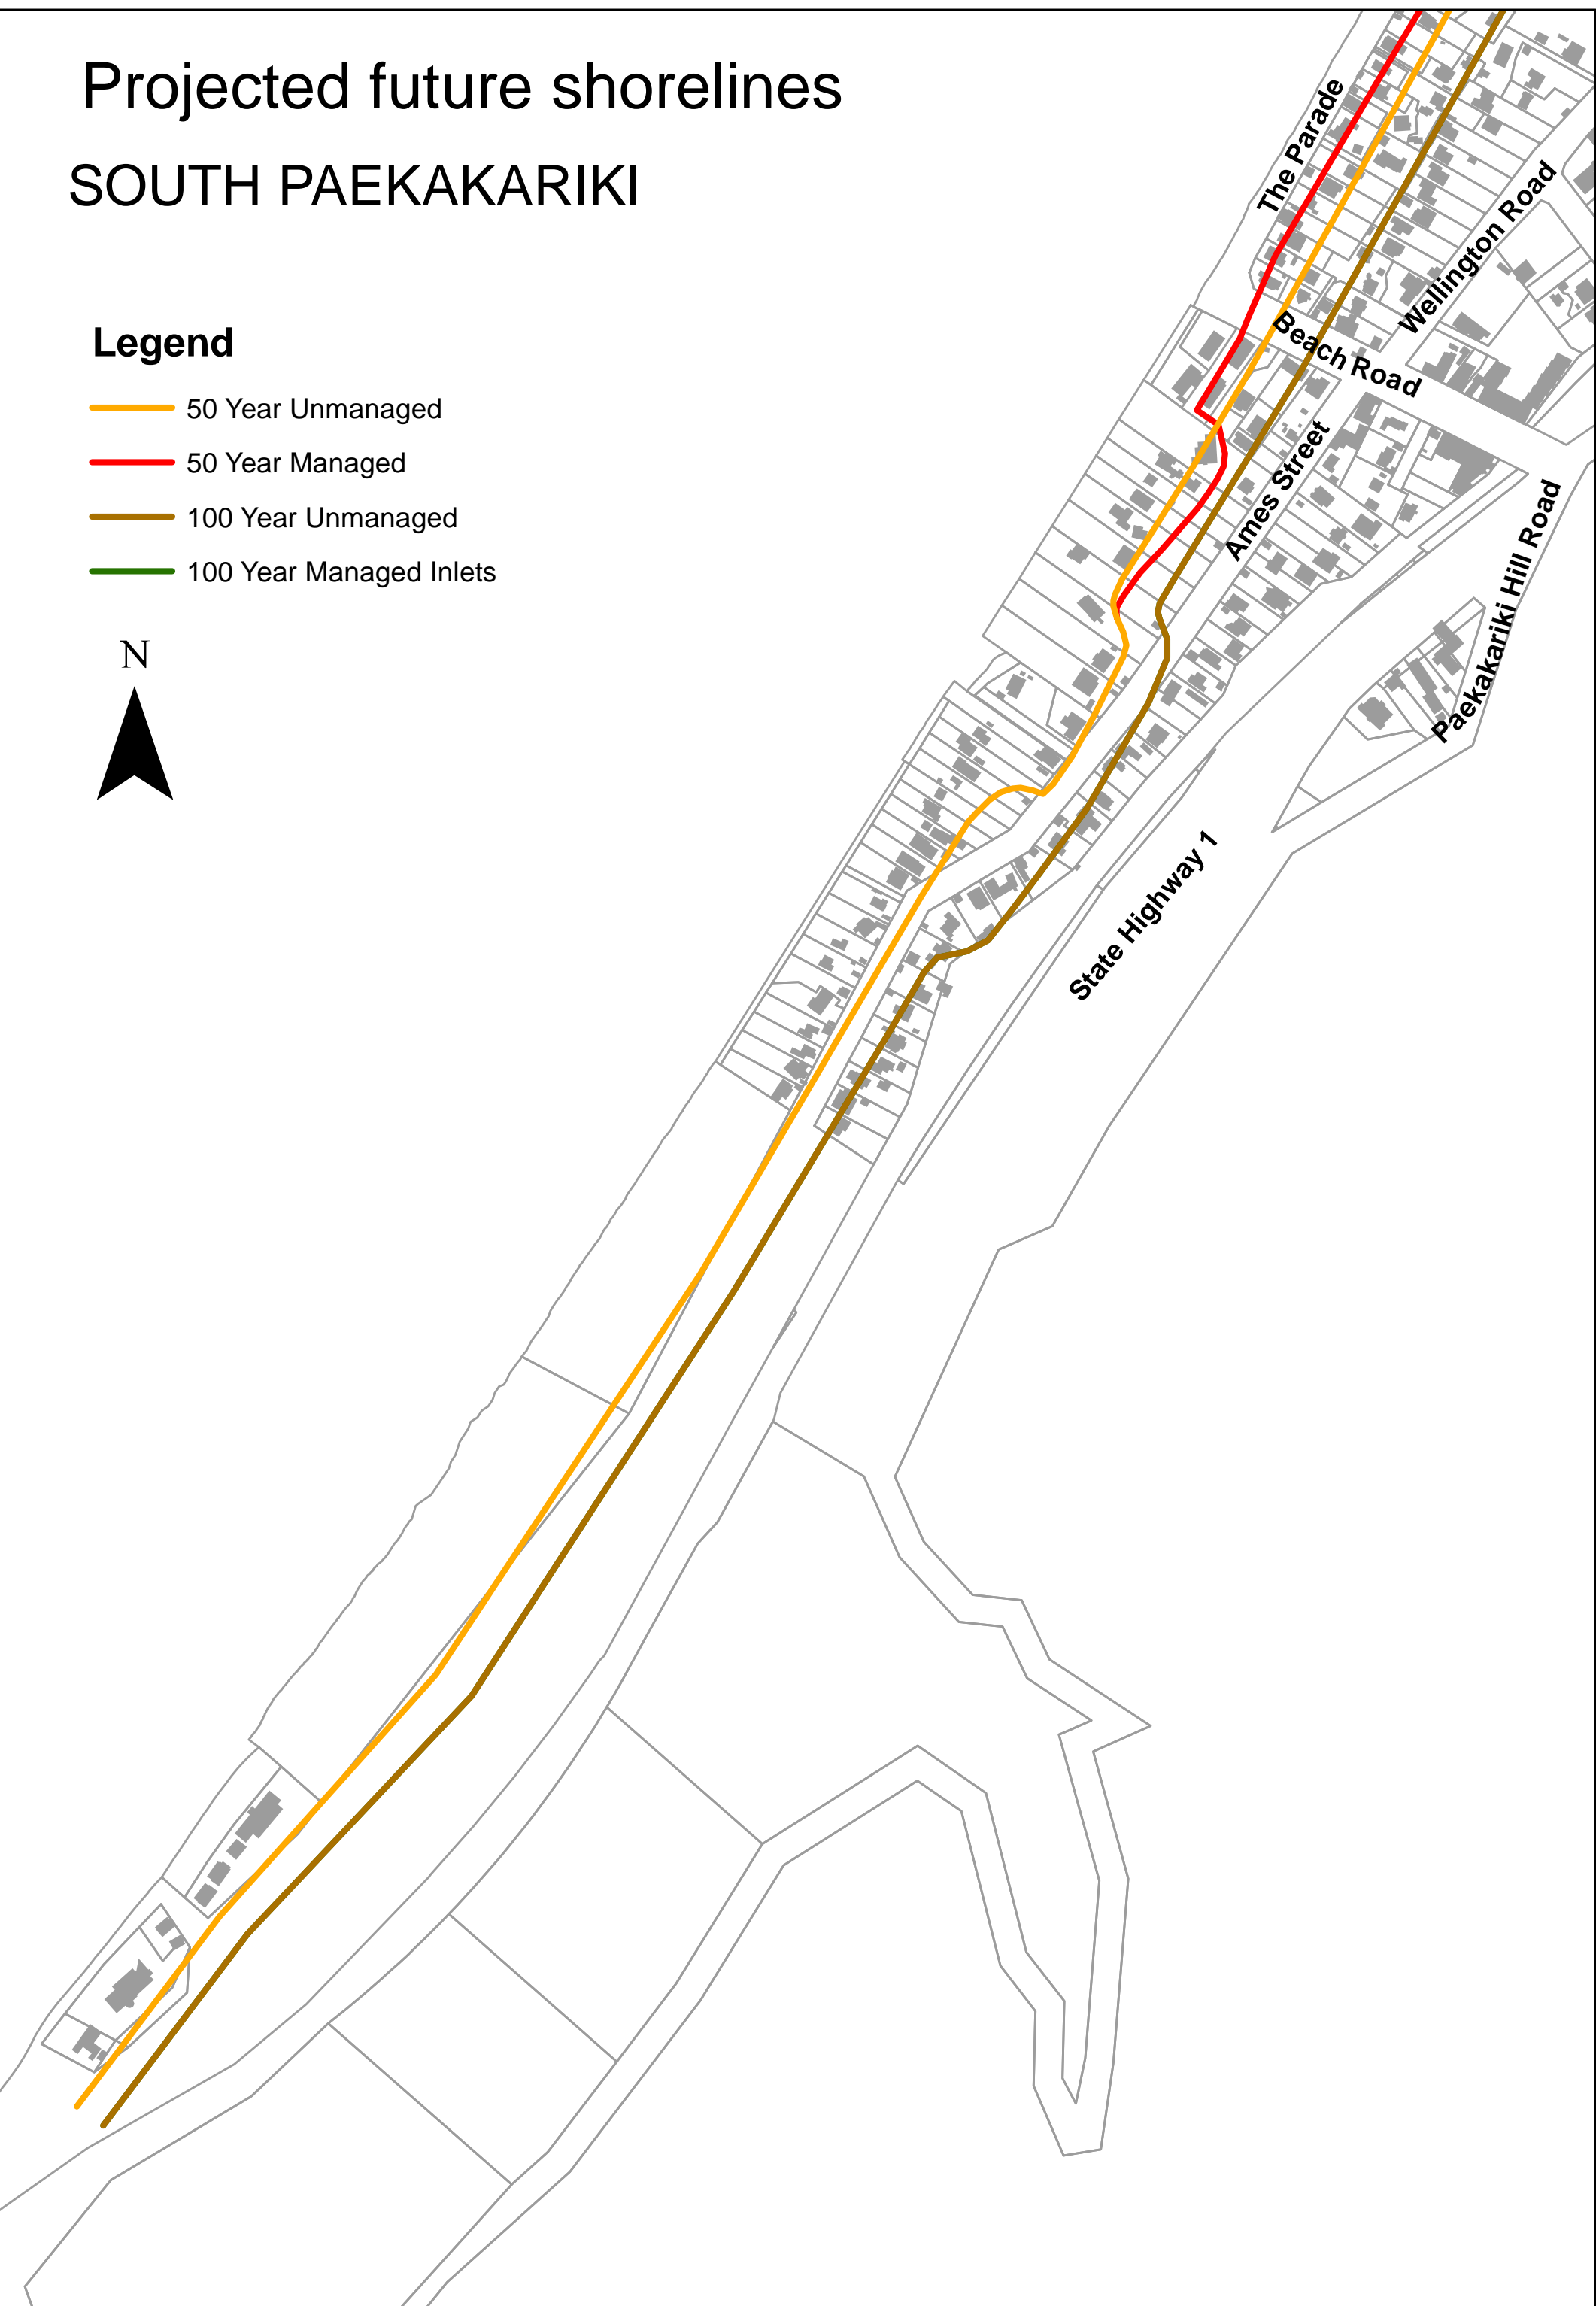 Projected future shorelines
SOUTH PAEKAKARIKI
Legend
50 Year Unmanaged
50 Year Managed
100 Year Unmanaged
100 Year Managed Inlets
N
The Parade
Wellington Road
Beach Road
Ames Street
Paekakariki Hill Road
State Highway 1